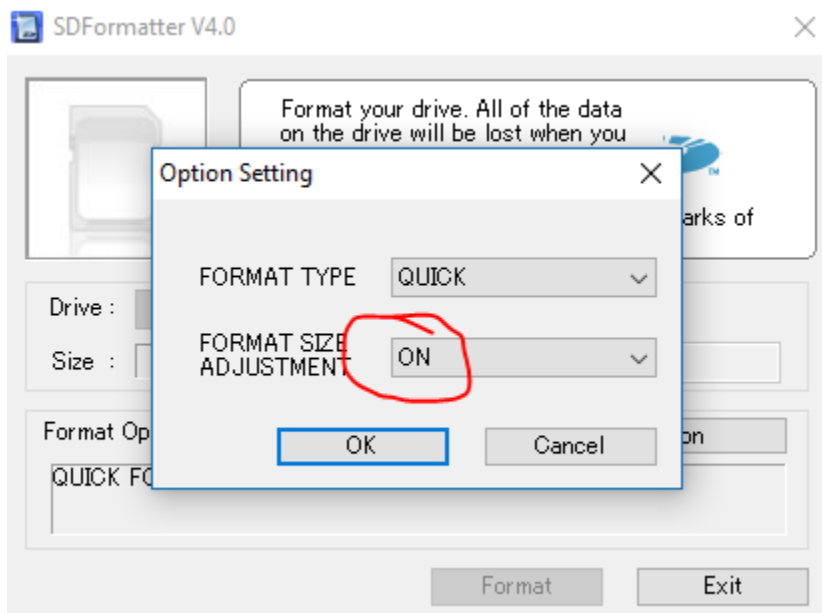 SDFormatter V4.0
Format your drive. All of the data
on the drive will be lost when you
TM
arks of
Option Setting
FORMAT TYPE QUICK
FORMAT SIZE
ADJUSTMENT ON
OK Cancel
Drive :
Size :
Format Op
on
QUICK FO
Format Exit